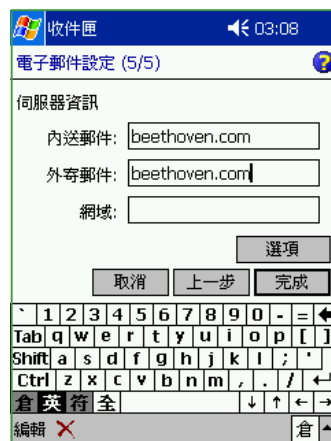 收件匣 03:08
電子郵件設定 (5/5) ?
伺服器資訊
內送郵件: beethoven.com
外寄郵件: beethoven.com
網域:
選項
取消 上一步 完成
` 1 2 3 4 5 6 7 8 9 0 - =
Tab q w e r t y u i o p [ ]
Shift a s d f g h j k l ; '
Ctrl z x c v b n m , . /
倉 英 符 全 ↓ ↑ ← →
編輯 倉